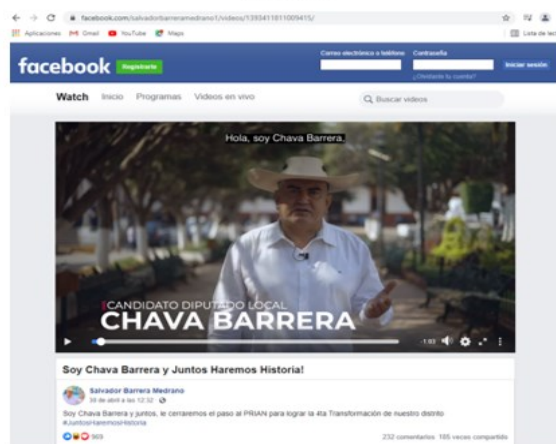 facebook.com/salvadorbarreramedrano1/videos/1393411811009415/
Aplicaciones Gmail YouTube Maps Lista de lec
facebook Registrarte
Correo electrónico o teléfono Contraseña
Iniciar sesión
¿Olvidaste tu cuenta?
Watch Inicio Programas Videos en vivo Buscar videos
Hola, soy Chava Barrera,
CANDIDATO DIPUTADO LOCAL
CHAVA BARRERA
-1:03
Soy Chava Barrera y Juntos Haremos Historia!
Salvador Barrera Medrano
30 de abril a las 12:32
Soy Chava Barrera y juntos, le cerraremos el paso al PRIAN para lograr la 4ta Transformación de nuestro distrito
#JuntosHaremosHistoria
969 232 comentarios 185 veces compartido